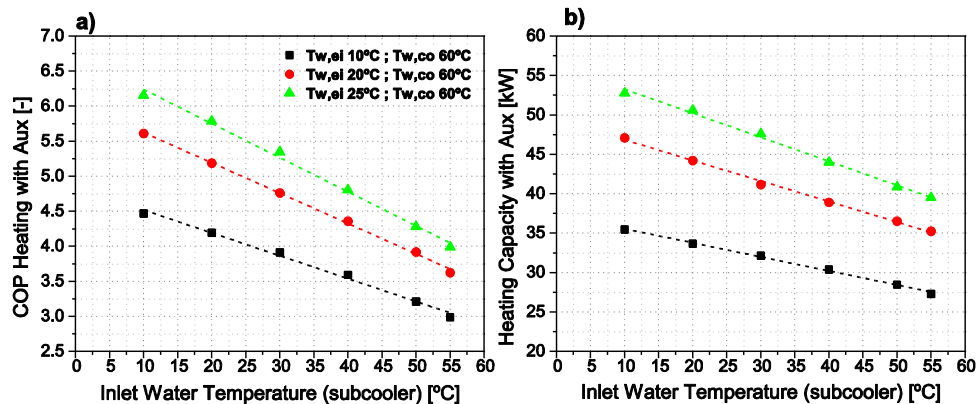 a)
7.0
6.5
6.0
5.5
5.0
4.5
4.0
3.5
3.0
2.5
COP Heating with Aux [-]
Tw,ei 10ºC ; Tw,co 60ºC
Tw,ei 20ºC ; Tw,co 60ºC
Tw,ei 25ºC ; Tw,co 60ºC
0 5 10 15 20 25 30 35 40 45 50 55 60
Inlet Water Temperature (subcooler) [ºC]
b)
60
55
50
45
40
35
30
25
20
Heating Capacity with Aux [kW]
0 5 10 15 20 25 30 35 40 45 50 55 60
Inlet Water Temperature (subcooler) [ºC]